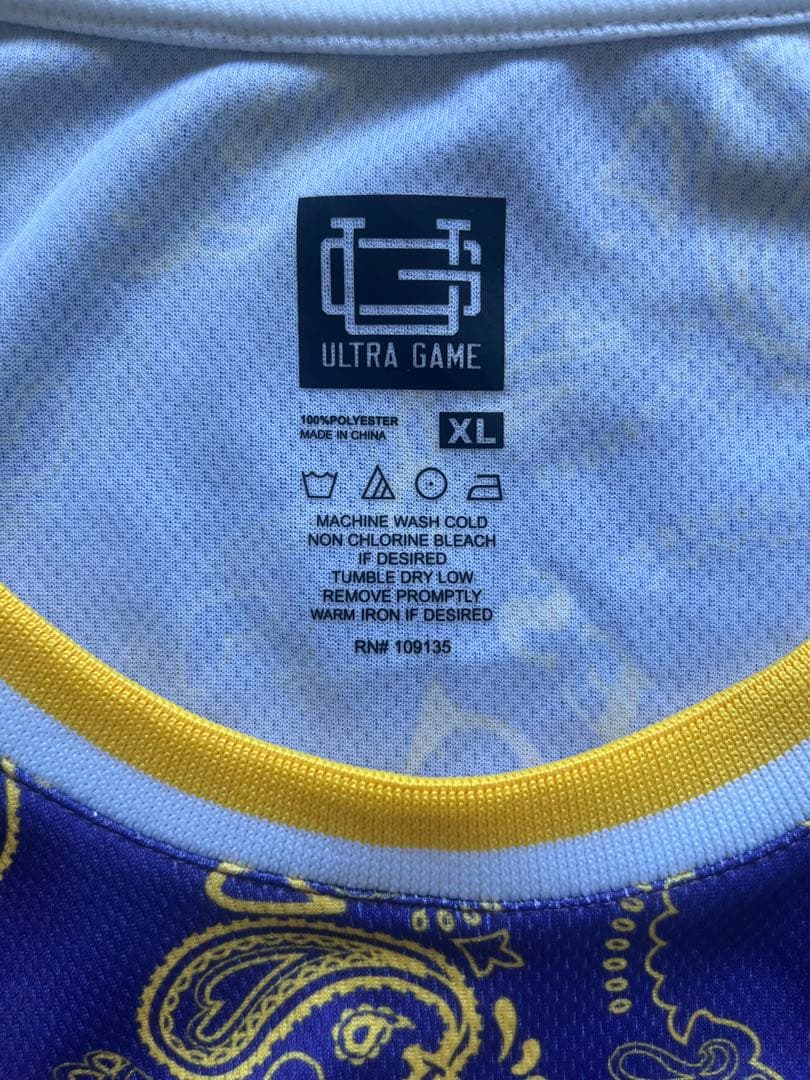 UG
ULTRA GAME
100%POLYESTER
MADE IN CHINA
XL
MACHINE WASH COLD
NON CHLORINE BLEACH
IF DESIRED
TUMBLE DRY LOW
REMOVE PROMPTLY
WARM IRON IF DESIRED
RN# 109135